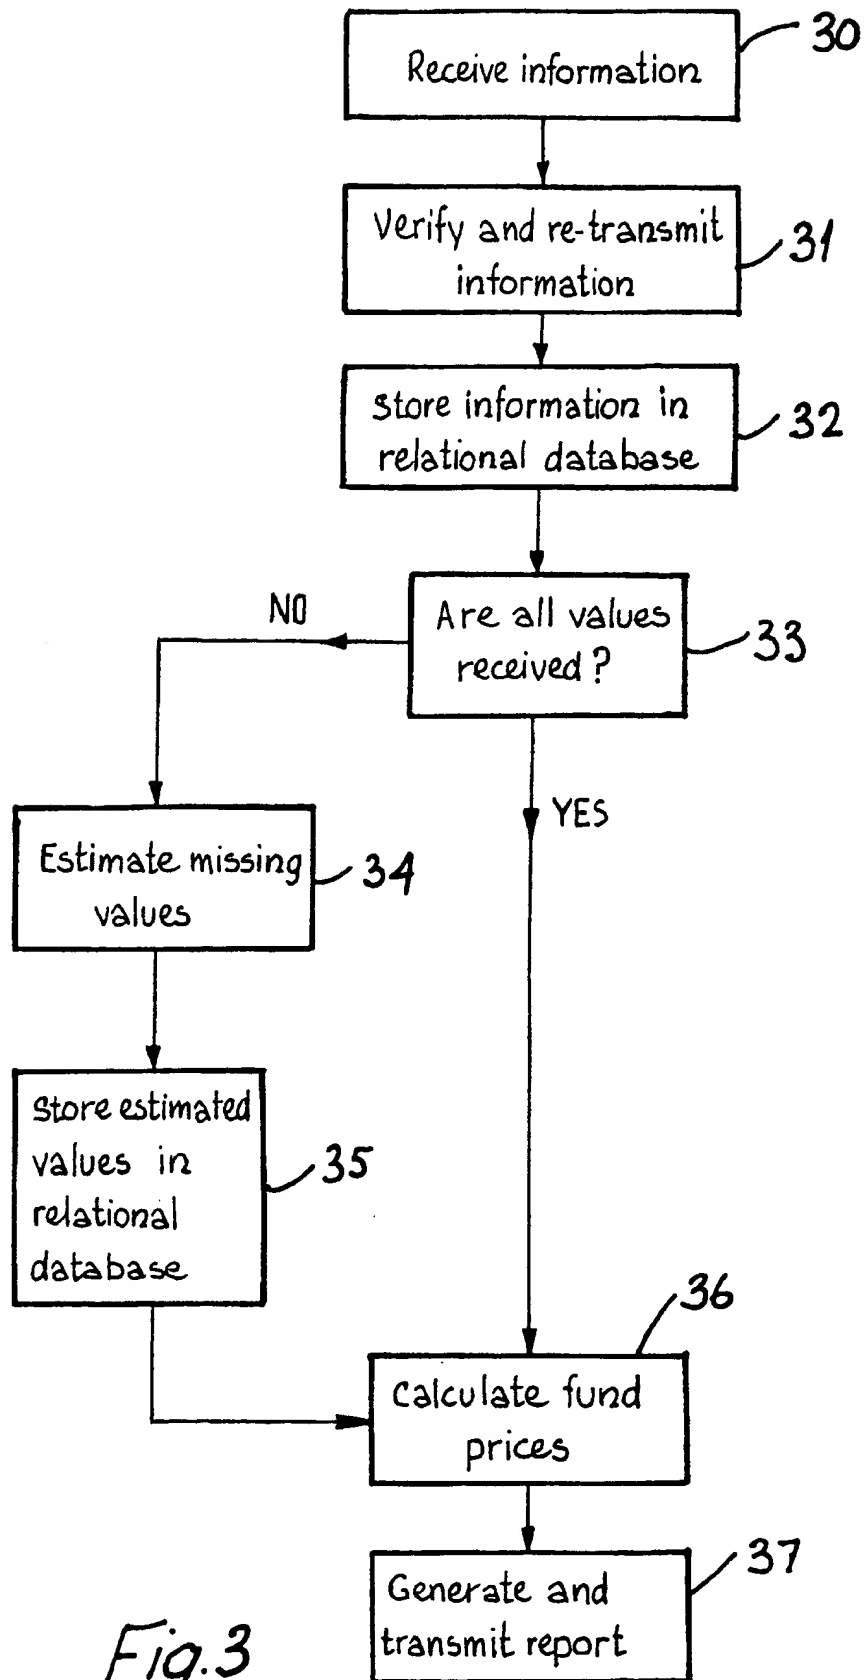 30
Receive information
Verify and re-transmit
information
31
Store information in
relational database
32
Are all values
received?
33
NO
YES
Estimate missing
values
34
Store estimated
values in
relational
database
35
36
Calculate fund
prices
37
Generate and
transmit report
Fig.3